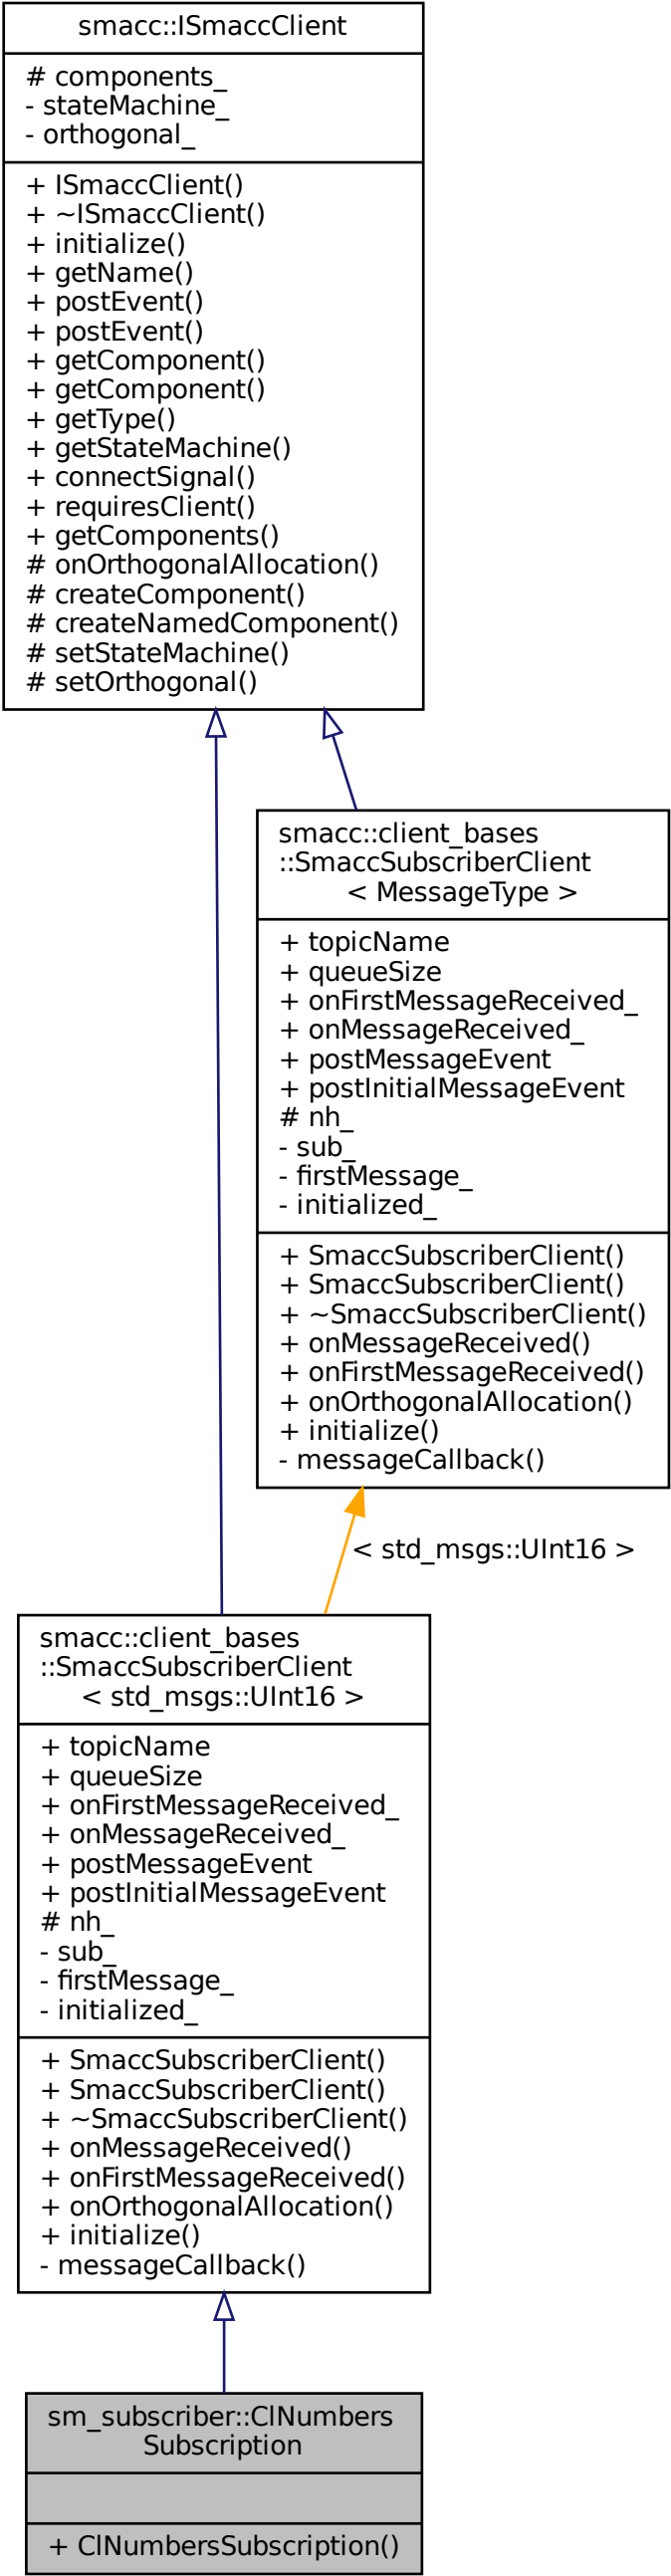 smacc::ISmaccClient
# components_
- stateMachine_
- orthogonal_
+ ISmaccClient()
+ ~ISmaccClient()
+ initialize()
+ getName()
+ postEvent()
+ postEvent()
+ getComponent()
+ getComponent()
+ getType()
+ getStateMachine()
+ connectSignal()
+ requiresClient()
+ getComponents()
# onOrthogonalAllocation()
# createComponent()
# createNamedComponent()
# setStateMachine()
# setOrthogonal()
smacc::client_bases
::SmaccSubscriberClient
< MessageType >
+ topicName
+ queueSize
+ onFirstMessageReceived_
+ onMessageReceived_
+ postMessageEvent
+ postInitialMessageEvent
# nh_
- sub_
- firstMessage_
- initialized_
+ SmaccSubscriberClient()
+ SmaccSubscriberClient()
+ ~SmaccSubscriberClient()
+ onMessageReceived()
+ onFirstMessageReceived()
+ onOrthogonalAllocation()
+ initialize()
- messageCallback()
< std_msgs::UInt16 >
smacc::client_bases
::SmaccSubscriberClient
< std_msgs::UInt16 >
+ topicName
+ queueSize
+ onFirstMessageReceived_
+ onMessageReceived_
+ postMessageEvent
+ postInitialMessageEvent
# nh_
- sub_
- firstMessage_
- initialized_
+ SmaccSubscriberClient()
+ SmaccSubscriberClient()
+ ~SmaccSubscriberClient()
+ onMessageReceived()
+ onFirstMessageReceived()
+ onOrthogonalAllocation()
+ initialize()
- messageCallback()
sm_subscriber::ClNumbers
Subscription
+ ClNumbersSubscription()